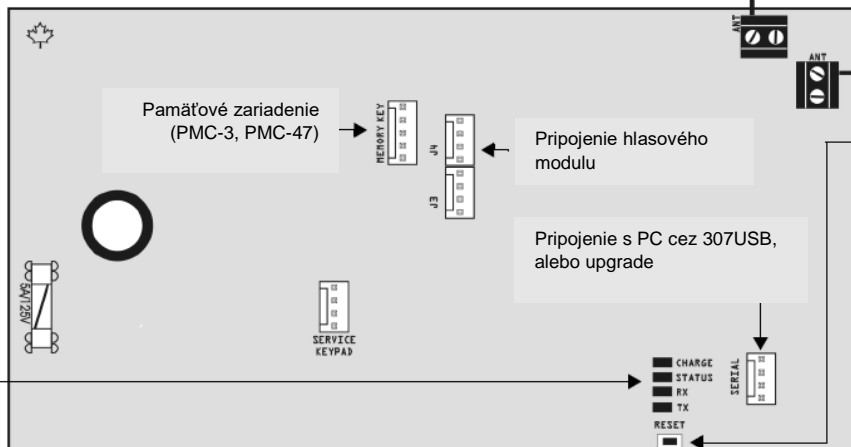 ANT
ANT
Pamäťové zariadenie
(PMC-3, PMC-47)
MEMORY KEY
J4
J3
Pripojenie hlasového
modulu
Pripojenie s PC cez 307USB,
alebo upgrade
5A/125V
SERVICE
KEYPAD
CHARGE
STATUS
RX
TX
SERIAL
RESET